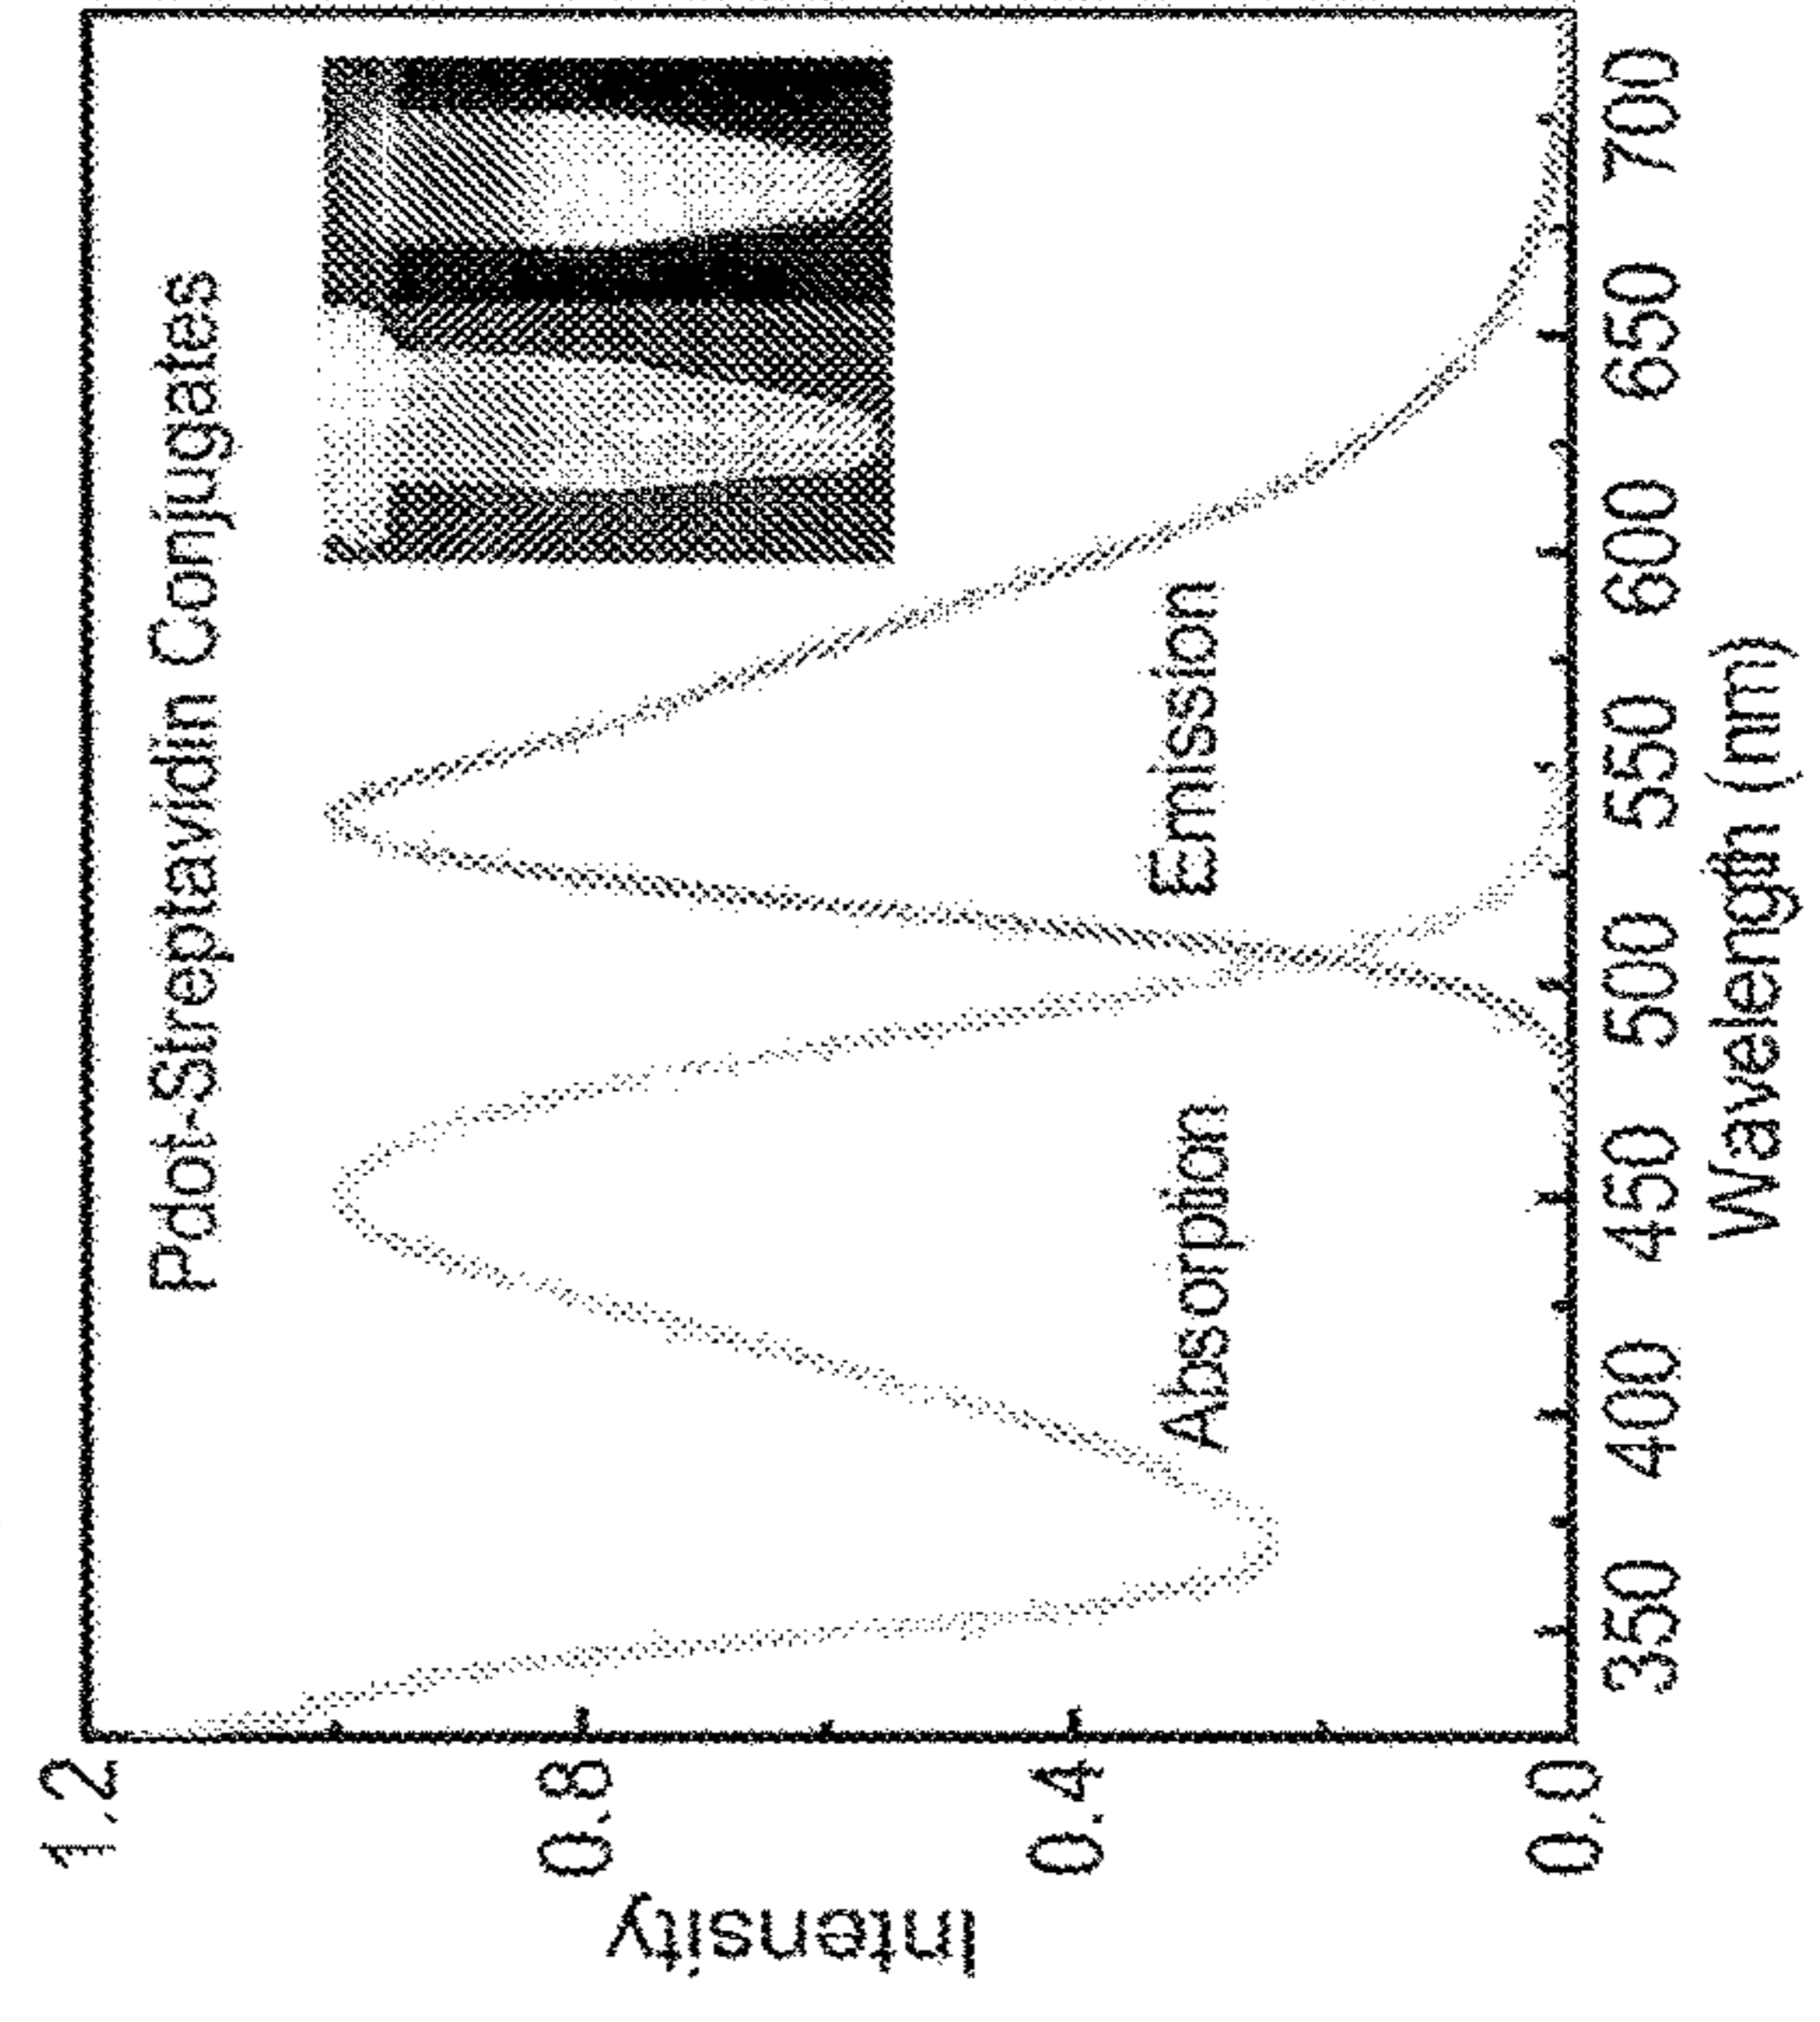 Pdot-Streptavidin Conjugates
Absorption
Emission
Intensity
1.2
0.8
0.4
0.0
350 400 450 500 550 600 650 700
Wavelength (nm)